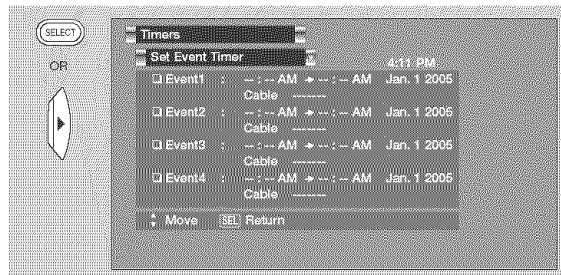 SELECT
OR
Timers
Set Event Timer
4:11 PM
Event1 : -- : -- AM -- : -- AM Jan. 1 2005
Cable ------
Event2 : -- : -- AM -- : -- AM Jan. 1 2005
Cable ------
Event3 : -- : -- AM -- : -- AM Jan. 1 2005
Cable ------
Event4 : -- : -- AM -- : -- AM Jan. 1 2005
Cable ------
Move SEL Return